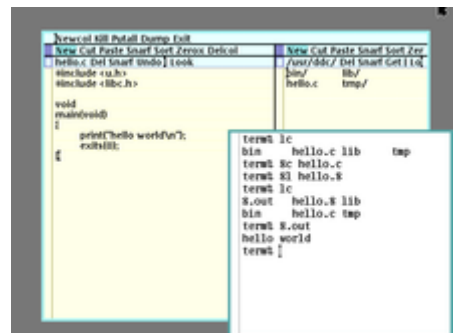 Newcol Kill Putall Dump Exit
New Cut Paste Snarf Sort Zerox Delcol
hello.c Del Snarf Undo | Look
#include <u.h>
#include <libc.h>
void
main(void)
{
print("hello world\n");
exits(0);
}
New Cut Paste Snarf Sort Zer
/usr/ddc/ Del Snarf Get | Lo
bin/ lib/
hello.c tmp/
term% lc
bin hello.c lib tmp
term% 8c hello.c
term% 8l hello.8
term% lc
8.out hello.8 lib
bin hello.c tmp
term% 8.out
hello world
term%